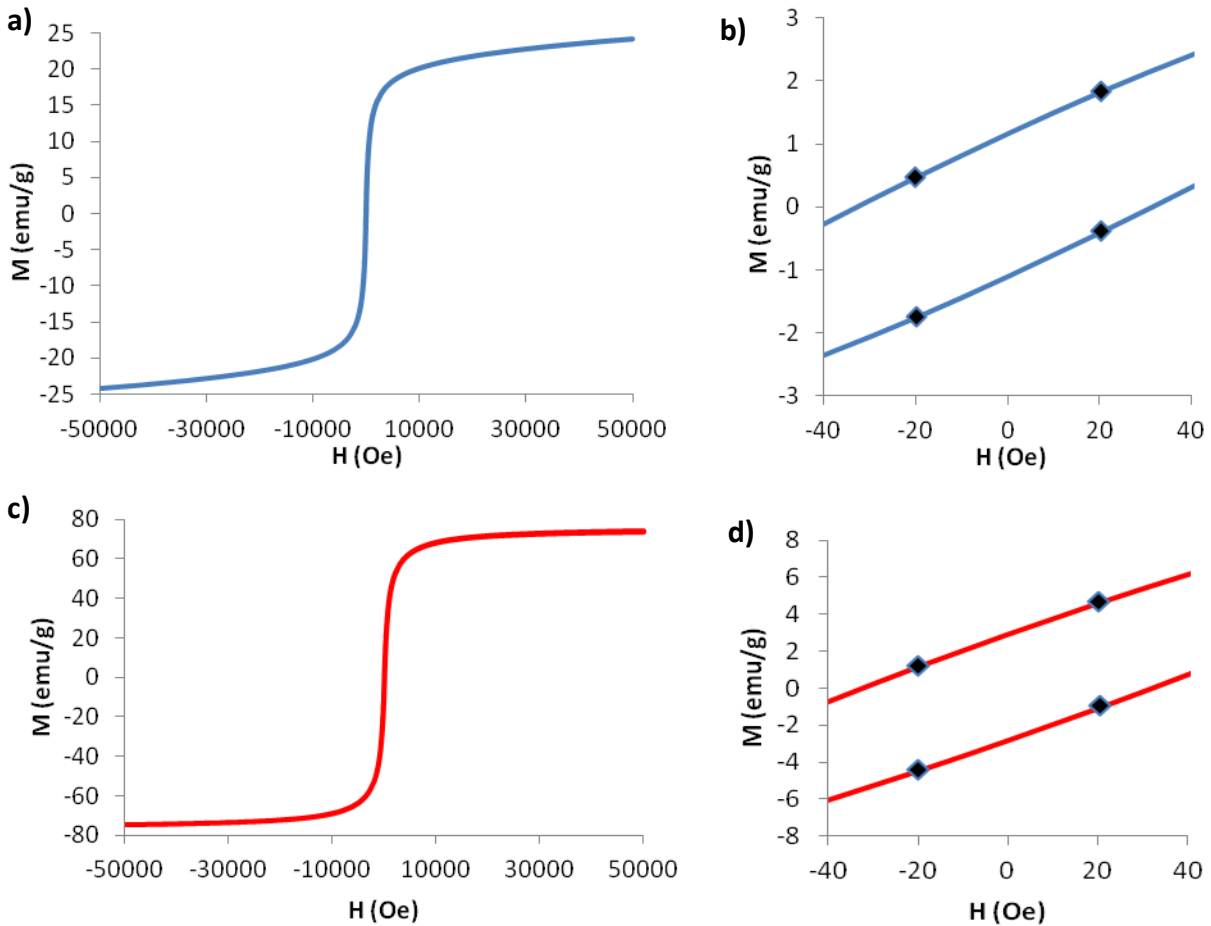 a)
25
20
15
10
5
0
-5
-10
-15
-20
-25
M (emu/g)
-50000 -30000 -10000 10000 30000 50000
H (Oe)
b)
3
2
1
0
-1
-2
-3
M (emu/g)
-40 -20 0 20 40
H (Oe)
c)
80
60
40
20
0
-20
-40
-60
-80
M (emu/g)
-50000 -30000 -10000 10000 30000 50000
H (Oe)
d)
8
6
4
2
0
-2
-4
-6
-8
M (emu/g)
-40 -20 0 20 40
H (Oe)